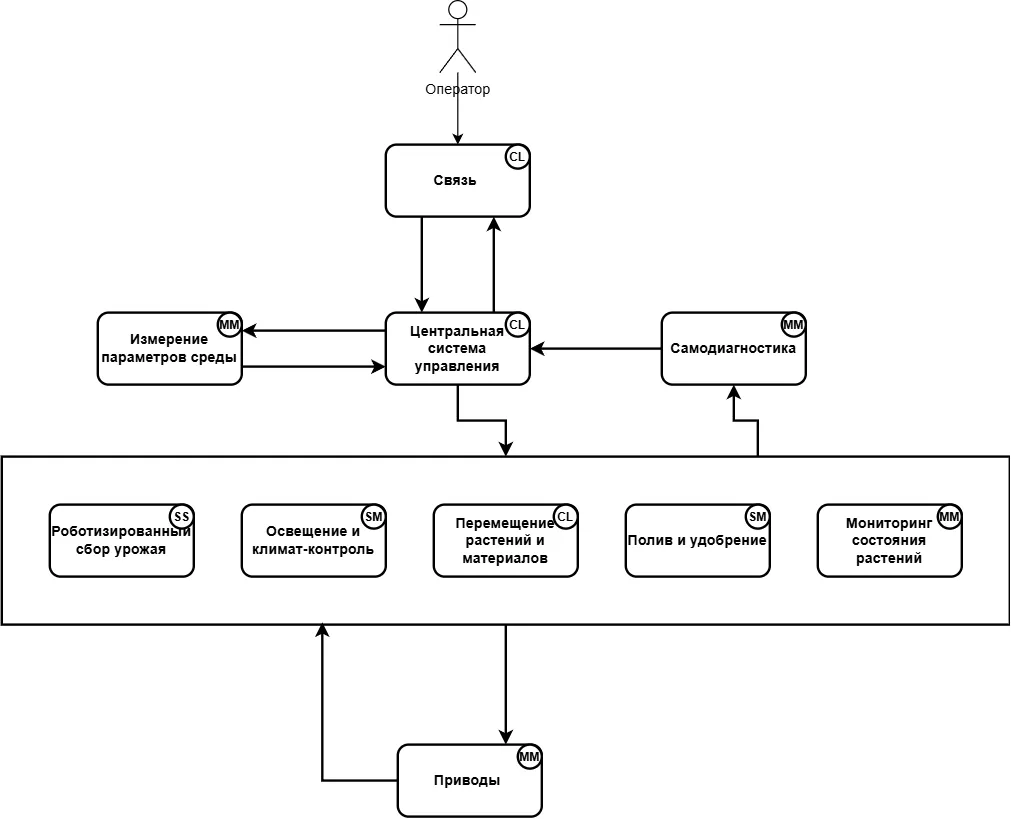 Оператор
CL
Связь
MM
Измерение
параметров среды
CL
Центральная
система
управления
MM
Самодиагностика
SS
Роботизированный
сбор урожая
SM
Освещение и
климат-контроль
CL
Перемещение
растений и
материалов
SM
Полив и удобрение
MM
Мониторинг
состояния
растений
MM
Приводы